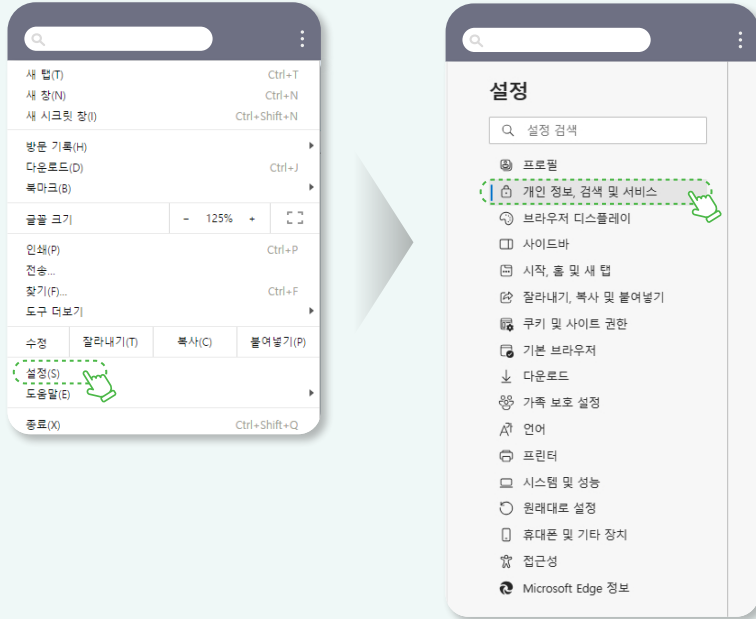 새 탭(T) Ctrl+T
새 창(N) Ctrl+N
새 시크릿 창(I) Ctrl+Shift+N
방문 기록(H)
다운로드(D) Ctrl+J
북마크(B)
글꼴 크기 - 125% +
인쇄(P) Ctrl+P
전송...
찾기(F)... Ctrl+F
도구 더보기
수정 잘라내기(T) 복사(C) 붙여넣기(P)
설정(S)
도움말(E)
종료(X) Ctrl+Shift+Q
설정
설정 검색
프로필
개인 정보, 검색 및 서비스
브라우저 디스플레이
사이드바
시작, 홈 및 새 탭
잘라내기, 복사 및 붙여넣기
쿠키 및 사이트 권한
기본 브라우저
다운로드
가족 보호 설정
언어
프린터
시스템 및 성능
원래대로 설정
휴대폰 및 기타 장치
접근성
Microsoft Edge 정보